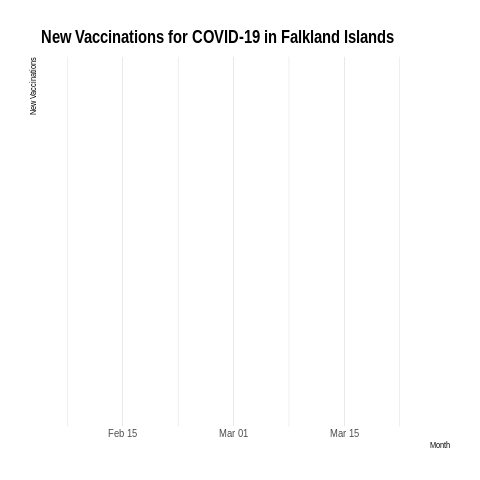 New Vaccinations for COVID-19 in Falkland Islands
New Vaccinations
Feb 15
Mar 01
Mar 15
Month